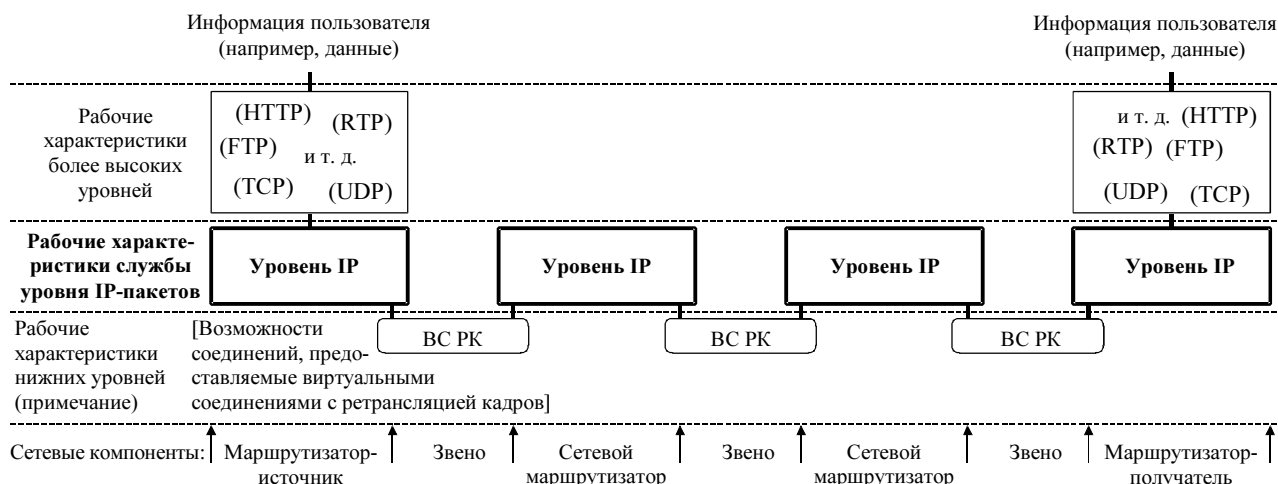 Информация пользователя
(например, данные)
Информация пользователя
(например, данные)
Рабочие
характеристики
более высоких
уровней
(HTTP) (RTP)
(FTP) и т. д.
(TCP) (UDP)
и т. д. (HTTP)
(RTP) (FTP)
(UDP) (TCP)
Рабочие характе-
ристики службы
уровня IP-пакетов
Уровень IP
Уровень IP
Уровень IP
Уровень IP
Рабочие
характеристики
нижних уровней
(примечание)
[Возможности
соединений, предо-
ставляемые виртуальными
соединениями с ретрансляцией кадров]
ВС РК
ВС РК
ВС РК
Сетевые компоненты:
Маршрутизатор-
источник
Звено
Сетевой
маршрутизатор
Звено
Сетевой
маршрутизатор
Звено
Маршрутизатор-
получатель